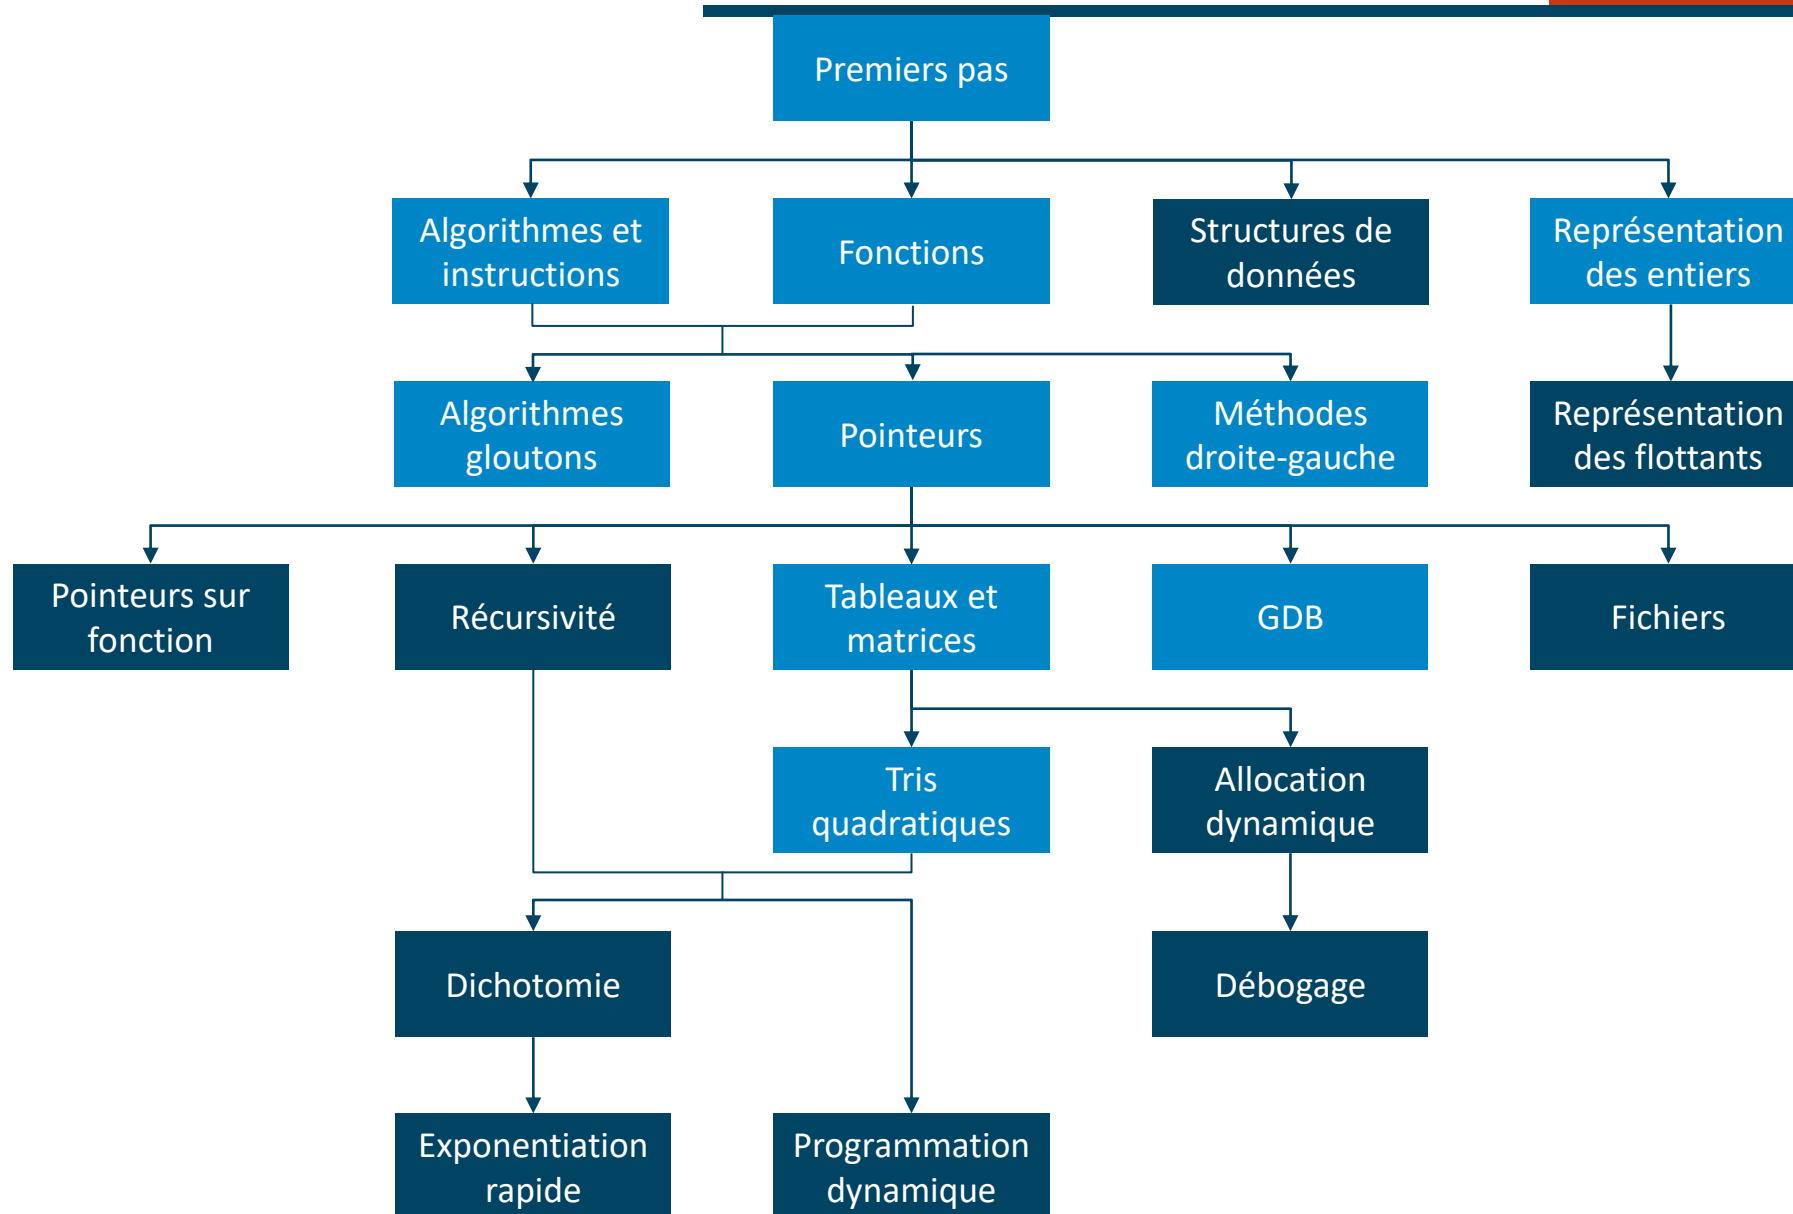 Premiers pas
Algorithmes et
instructions
Fonctions
Structures de
données
Représentation
des entiers
Algorithmes
gloutons
Pointeurs
Méthodes
droite-gauche
Représentation
des flottants
Pointeurs sur
fonction
Récursivité
Tableaux et
matrices
GDB
Fichiers
Tris
quadratiques
Allocation
dynamique
Dichotomie
Débogage
Exponentiation
rapide
Programmation
dynamique